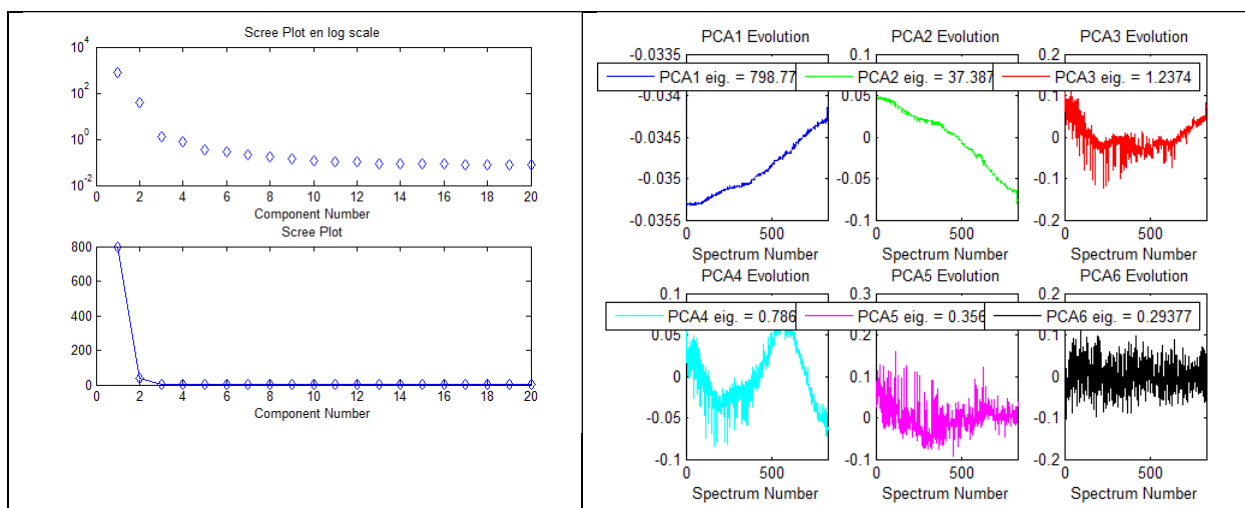 Scree Plot en log scale
10^4
10^2
10^0
10^-2
0 2 4 6 8 10 12 14 16 18 20
Component Number
Scree Plot
800
600
400
200
0
0 2 4 6 8 10 12 14 16 18 20
Component Number
PCA1 Evolution
-0.0335
PCA1 eig. = 798.77
-0.034
-0.0345
-0.035
-0.0355
0 500
Spectrum Number
PCA2 Evolution
0.1
PCA2 eig. = 37.387
0.05
0
-0.05
-0.1
0 500
Spectrum Number
PCA3 Evolution
0.2
PCA3 eig. = 1.2374
0.1
0
-0.1
-0.2
0 500
Spectrum Number
PCA4 Evolution
0.1
PCA4 eig. = 0.786
0.05
0
-0.05
-0.1
0 500
Spectrum Number
PCA5 Evolution
0.3
PCA5 eig. = 0.356
0.2
0.1
0
-0.1
0 500
Spectrum Number
PCA6 Evolution
0.2
PCA6 eig. = 0.29377
0.1
0
-0.1
-0.2
0 500
Spectrum Number